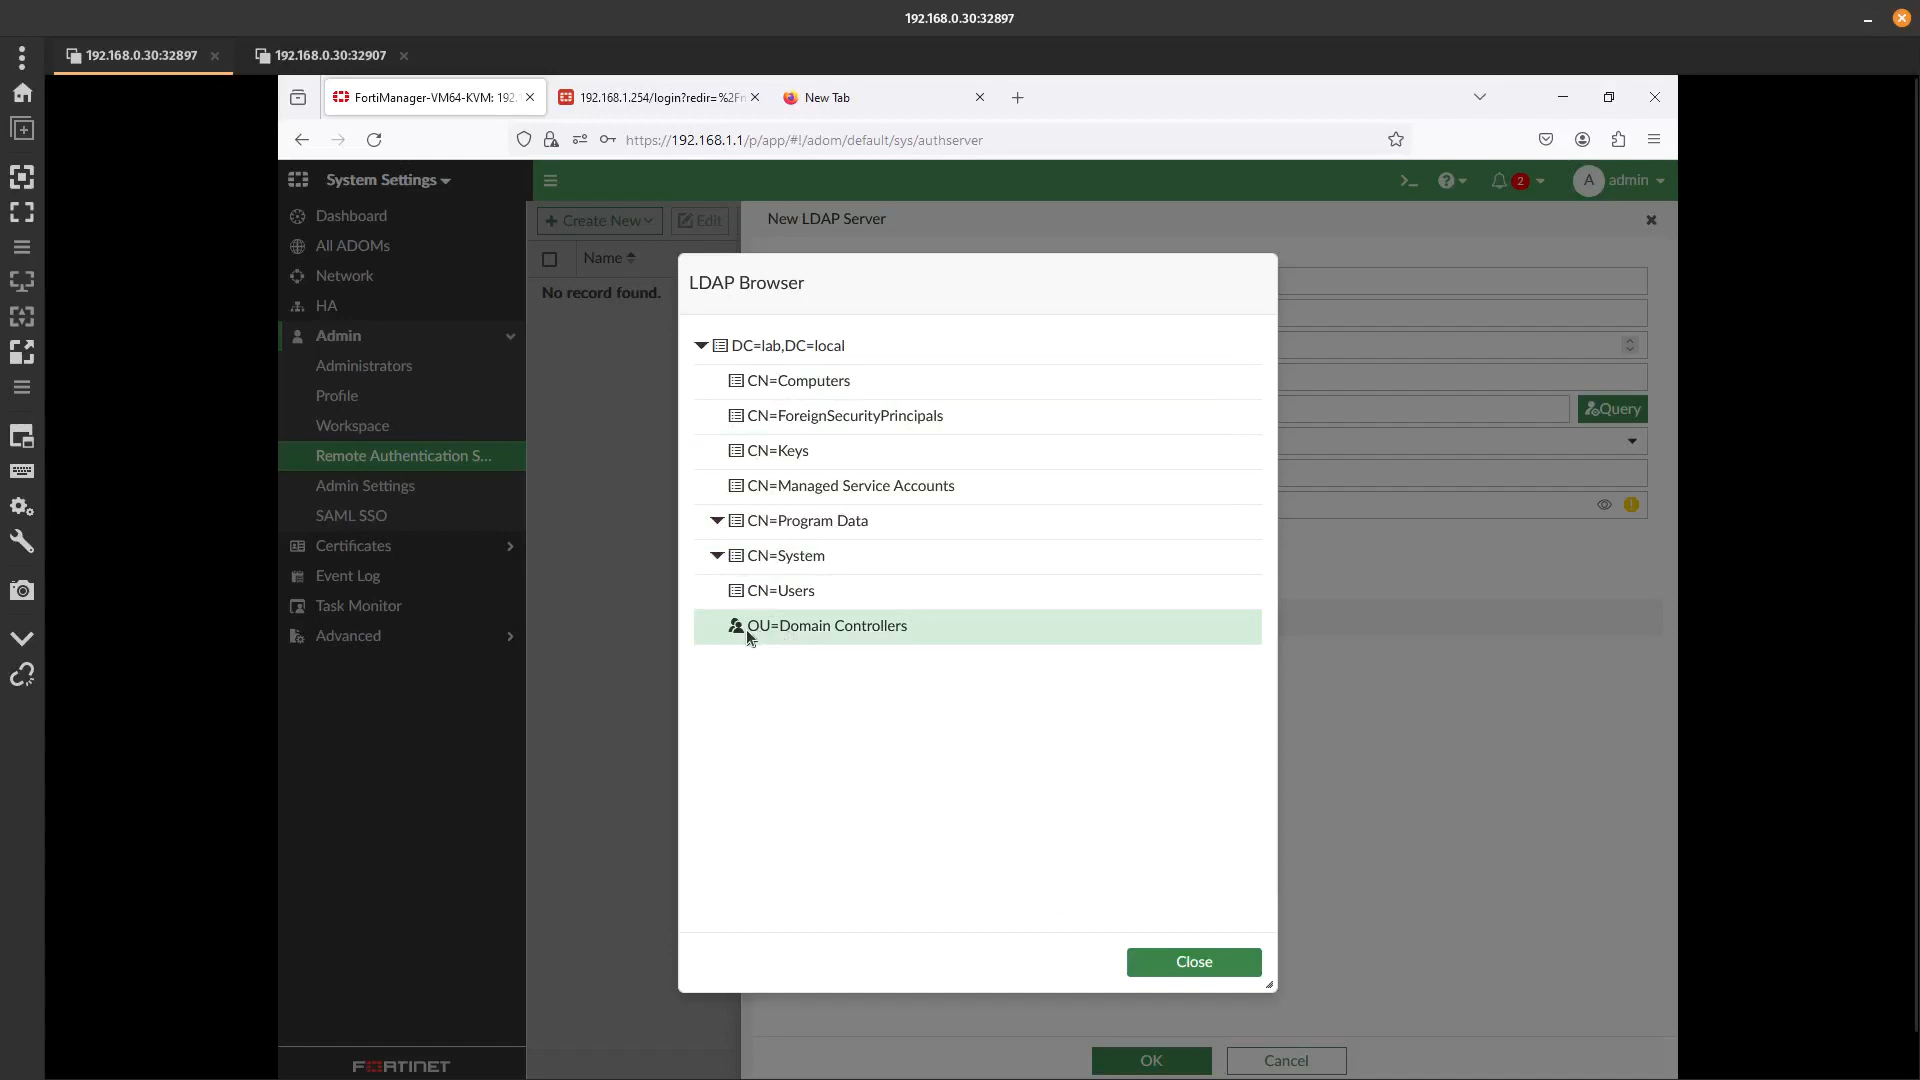 192.168.0.30:32897
192.168.0.30:32897
192.168.0.30:32907
FortiManager-VM64-KVM: 192.1
192.168.1.254/login?redir=%2Fn
New Tab
https://192.168.1.1/p/app/#!/adom/default/sys/authserver
System Settings
2
A
admin
Dashboard
All ADOMs
Network
HA
Admin
Administrators
Profile
Workspace
Remote Authentication S...
Admin Settings
SAML SSO
Certificates
Event Log
Task Monitor
Advanced
FORTINET
Create New
Edit
Name
No record found.
New LDAP Server
Query
LDAP Browser
DC=lab,DC=local
CN=Computers
CN=ForeignSecurityPrincipals
CN=Keys
CN=Managed Service Accounts
CN=Program Data
CN=System
CN=Users
OU=Domain Controllers
Close
OK
Cancel